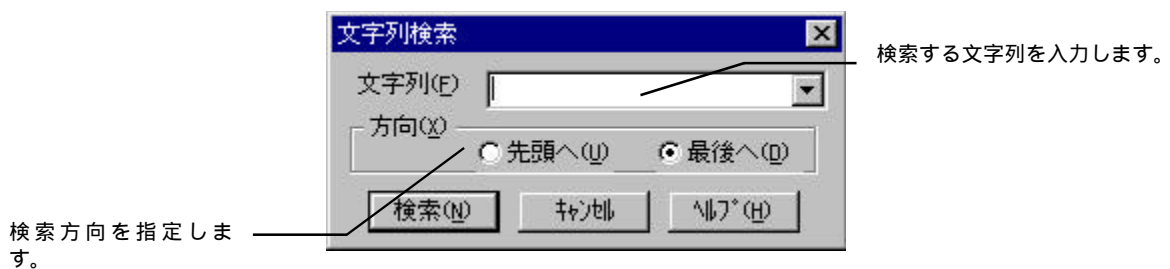 文字列検索
検索する文字列を入力します。
文字列(F)
方向(X)
先頭へ(U) 最後へ(D)
検索(N) ｷｬﾝｾﾙ ﾍﾙﾌﾟ(H)
検索方向を指定しま
す。